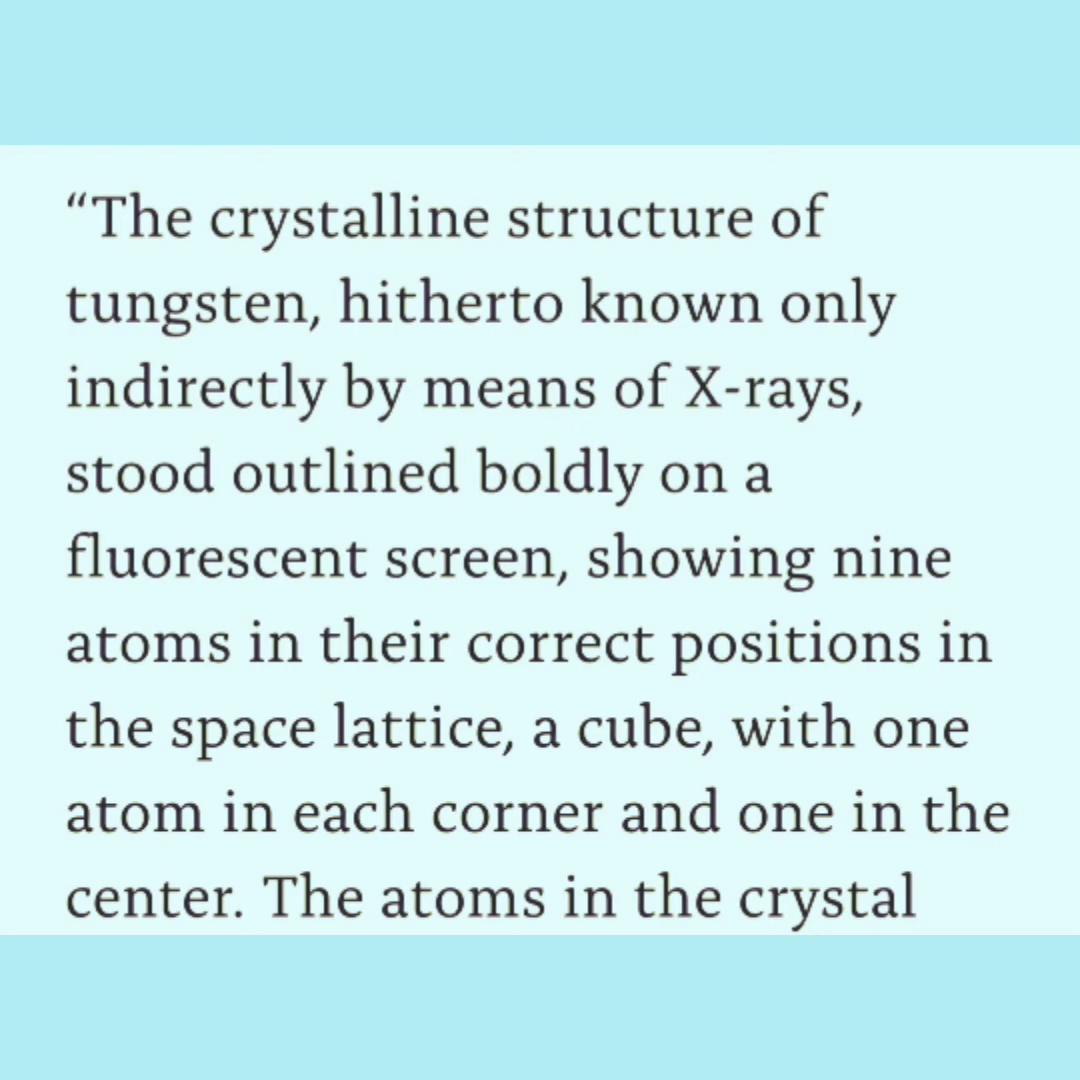 “The crystalline structure of
tungsten, hitherto known only
indirectly by means of X-rays,
stood outlined boldly on a
fluorescent screen, showing nine
atoms in their correct positions in
the space lattice, a cube, with one
atom in each corner and one in the
center. The atoms in the crystal